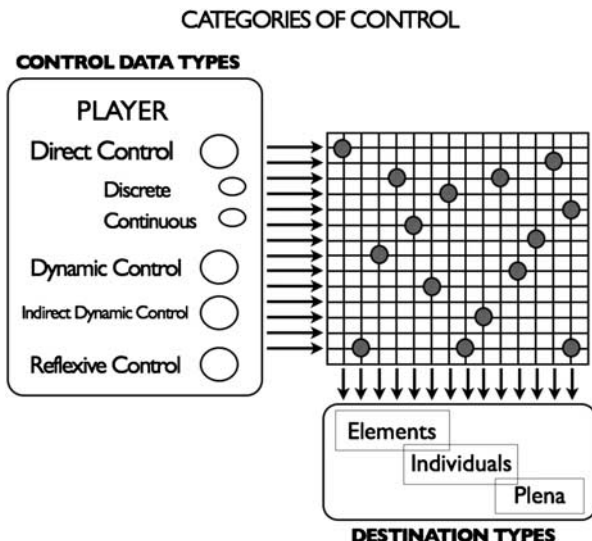 CATEGORIES OF CONTROL
CONTROL DATA TYPES
PLAYER
Direct Control
Discrete
Continuous
Dynamic Control
Indirect Dynamic Control
Reflexive Control
Elements
Individuals
Plena
DESTINATION TYPES